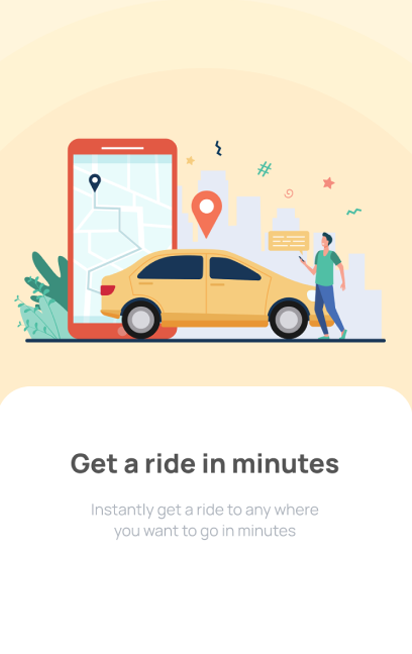 Get a ride in minutes
Instantly get a ride to any where
you want to go in minutes